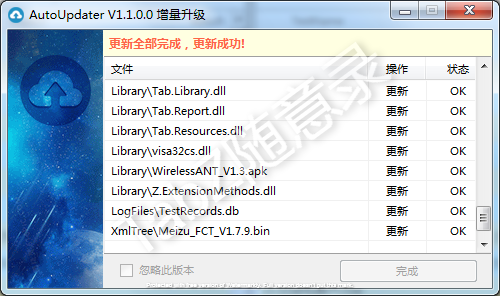 AutoUpdater V1.1.0.0 增量升级
更新全部完成，更新成功!
文件 操作 状态
Library\Tab.Library.dll 更新 OK
Library\Tab.Report.dll 更新 OK
Library\Tab.Resources.dll 更新 OK
Library\visa32cs.dll 更新 OK
Library\WirelessANT_V1.3.apk 更新 OK
Library\Z.ExtensionMethods.dll 更新 OK
LogFiles\TestRecords.db 更新 OK
XmlTree\Meizu_FCT_V1.7.9.bin 更新 OK
忽略此版本 完成